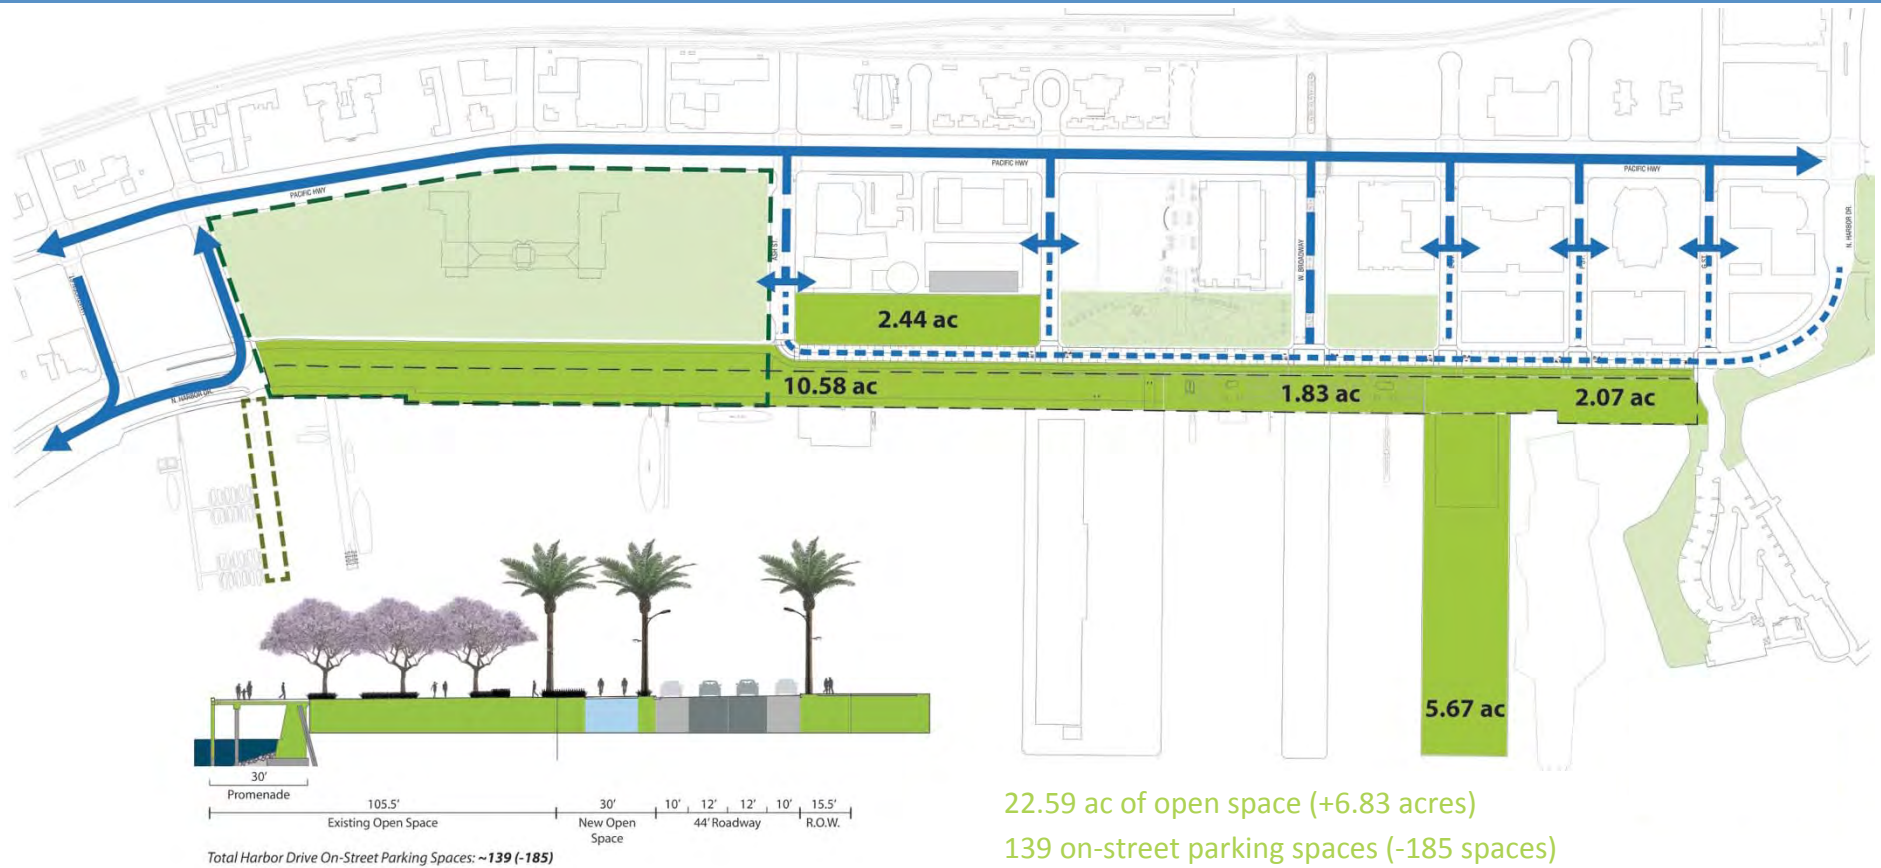 PACIFIC HWY
PACIFIC HWY
PACIFIC HWY
N. HARBOR DR.
ASH ST.
W. BROADWAY
G ST.
2.44 ac
10.58 ac
1.83 ac
2.07 ac
N. HARBOR DR.
5.67 ac
30'
Promenade
105.5'
30'
10'
12'
12'
10'
15.5'
Existing Open Space
New Open
Space
44' Roadway
R.O.W.
Total Harbor Drive On-Street Parking Spaces: ~139 (-185)
22.59 ac of open space (+6.83 acres)
139 on-street parking spaces (-185 spaces)